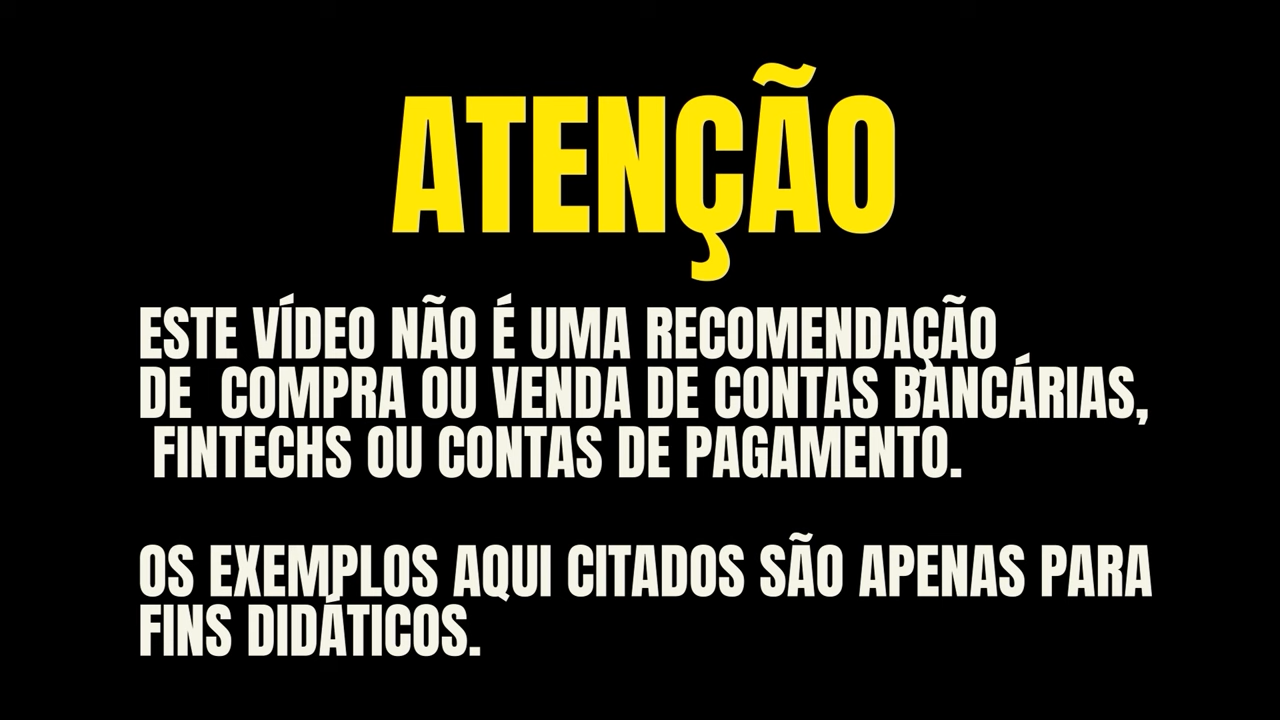 ATENÇÃO
ESTE VÍDEO NÃO É UMA RECOMENDAÇÃO
DE COMPRA OU VENDA DE CONTAS BANCÁRIAS,
FINTECHS OU CONTAS DE PAGAMENTO.
OS EXEMPLOS AQUI CITADOS SÃO APENAS PARA
FINS DIDÁTICOS.